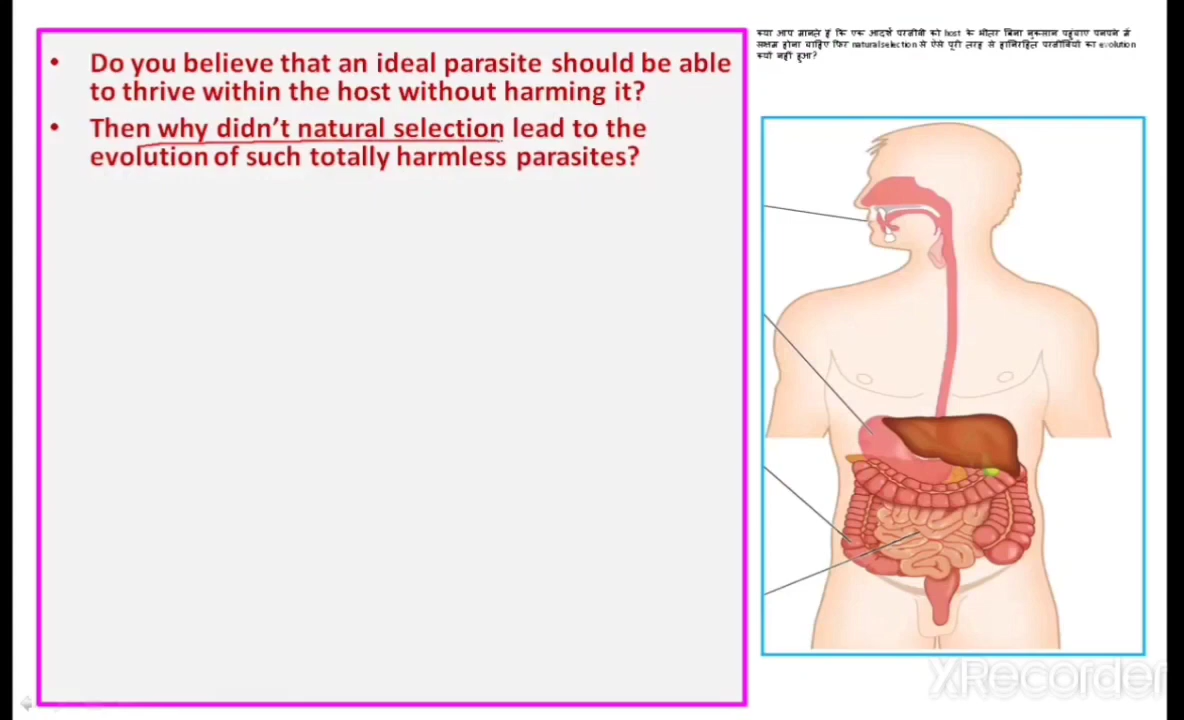 • Do you believe that an ideal parasite should be able
to thrive within the host without harming it?
• Then why didn't natural selection lead to the
evolution of such totally harmless parasites?
क्या आप मानते हैं कि एक आदर्श परजीवी को host के भीतर बिना नुकसान पहुंचाए पनपने में
सक्षम होना चाहिए फिर natural selection से ऐसे पूरी तरह से हानिरहित परजीवियों का evolution
क्यों नहीं हुआ?
XRecorder